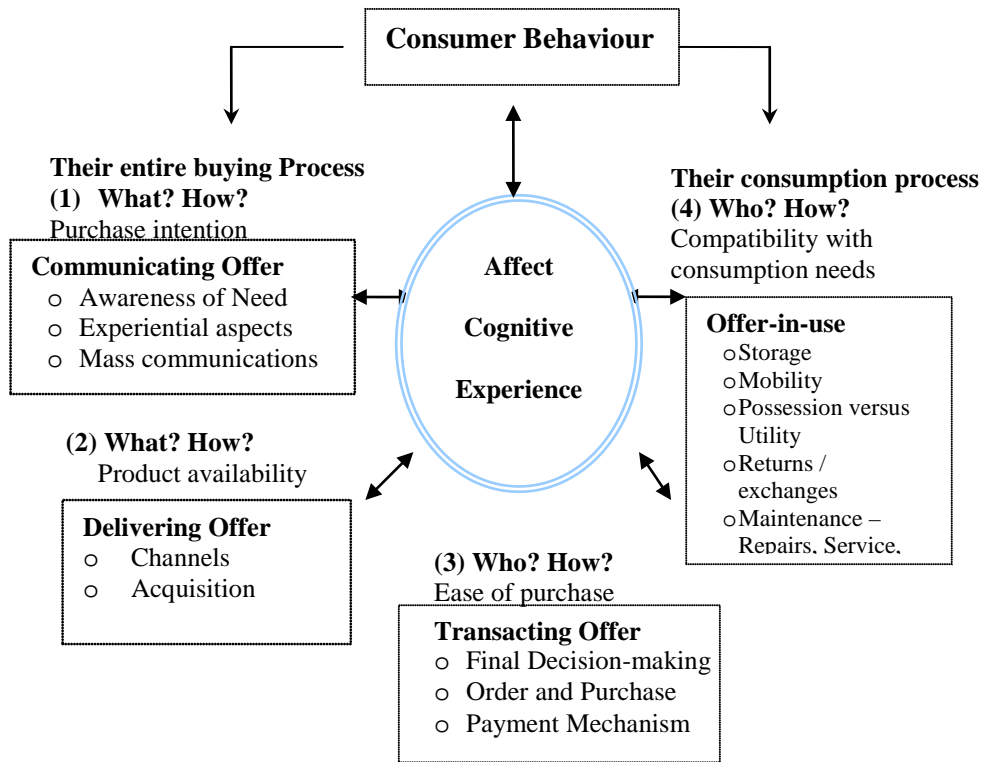 Consumer Behaviour
Their entire buying Process
(1) What? How?
Purchase intention
Communicating Offer
o Awareness of Need
o Experiential aspects
o Mass communications
(2) What? How?
Product availability
Delivering Offer
o Channels
o Acquisition
Affect
Cognitive
Experience
(3) Who? How?
Ease of purchase
Transacting Offer
o Final Decision-making
o Order and Purchase
o Payment Mechanism
Their consumption process
(4) Who? How?
Compatibility with
consumption needs
Offer-in-use
o Storage
o Mobility
o Possession versus
Utility
o Returns /
exchanges
o Maintenance –
Repairs, Service,